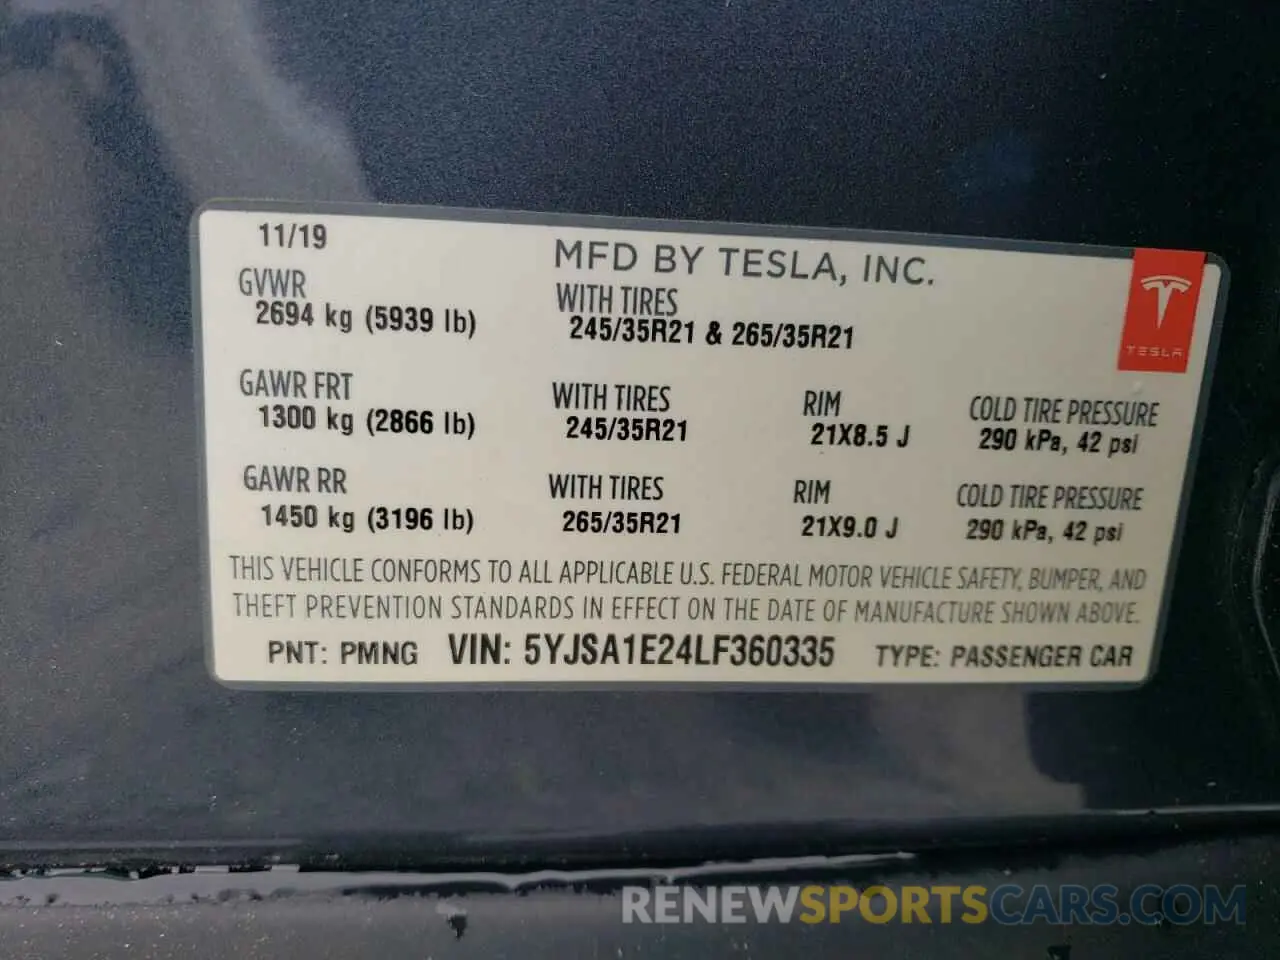 11/19
MFD BY TESLA, INC.
GVWR
2694 kg (5939 lb)
WITH TIRES
245/35R21 & 265/35R21
TESLA
GAWR FRT
1300 kg (2866 lb)
WITH TIRES
245/35R21
RIM
21X8.5 J
COLD TIRE PRESSURE
290 kPa, 42 psi
GAWR RR
1450 kg (3196 lb)
WITH TIRES
265/35R21
RIM
21X9.0 J
COLD TIRE PRESSURE
290 kPa, 42 psi
THIS VEHICLE CONFORMS TO ALL APPLICABLE U.S. FEDERAL MOTOR VEHICLE SAFETY, BUMPER, AND
THEFT PREVENTION STANDARDS IN EFFECT ON THE DATE OF MANUFACTURE SHOWN ABOVE.
PNT: PMNG VIN: 5YJSA1E24LF360335 TYPE: PASSENGER CAR
RENEWSPORTSCARS.COM